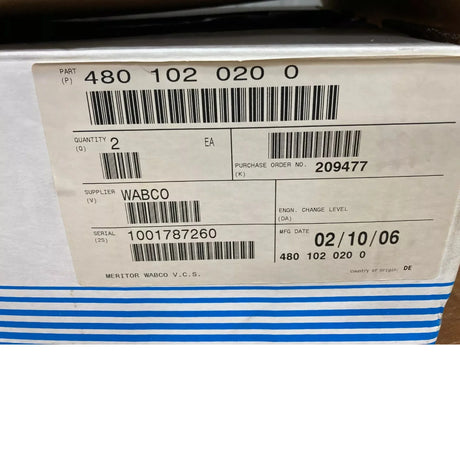 PART
(P)
480 102 020 0
QUANTITY
(Q)
2
EA
PURCHASE ORDER NO.
(K)
209477
SUPPLIER
(V)
WABCO
ENGN. CHANGE LEVEL
(DA)
SERIAL
(2S)
1001787260
MFG DATE
02/10/06
480 102 020 0
MERITOR WABCO V.C.S.
Country of Origin: DE